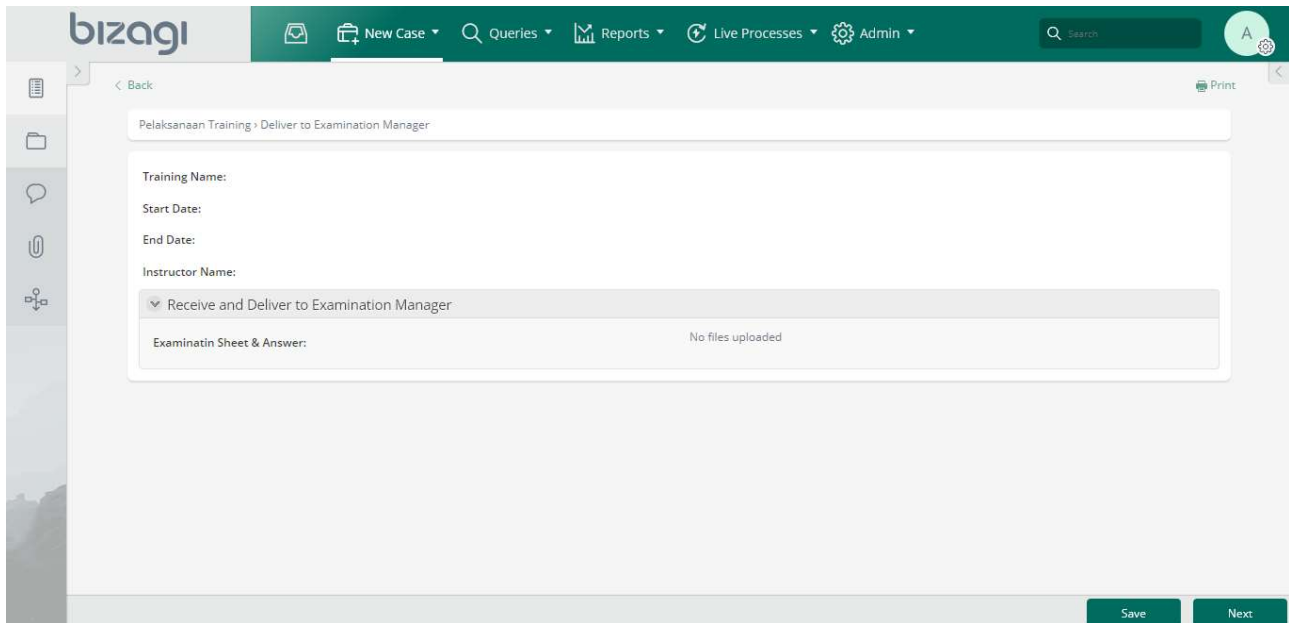 bizagi
New Case Queries Reports Live Processes Admin Search A
< Back Print
Pelaksanaan Training › Deliver to Examination Manager
Training Name:
Start Date:
End Date:
Instructor Name:
Receive and Deliver to Examination Manager
Examinatin Sheet & Answer: No files uploaded
Save Next